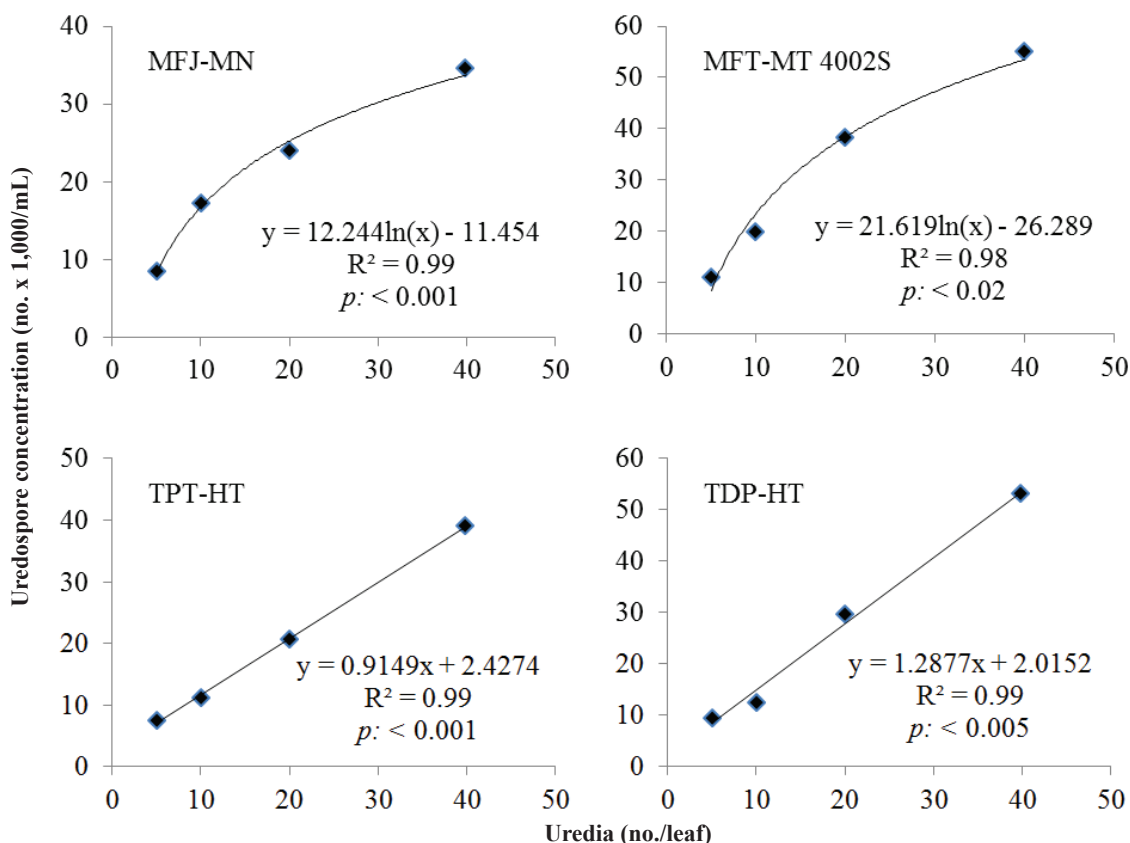 Uredospore concentration (no. x 1,000/mL)
40
30
20
10
0
MFJ-MN
y = 12.244ln(x) - 11.454
R² = 0.99
p: < 0.001
0 10 20 30 40 50
60
50
40
30
20
10
0
MFT-MT 4002S
y = 21.619ln(x) - 26.289
R² = 0.98
p: < 0.02
0 10 20 30 40 50
50
40
30
20
10
0
TPT-HT
y = 0.9149x + 2.4274
R² = 0.99
p: < 0.001
0 10 20 30 40 50
60
50
40
30
20
10
0
TDP-HT
y = 1.2877x + 2.0152
R² = 0.99
p: < 0.005
0 10 20 30 40 50
Uredia (no./leaf)